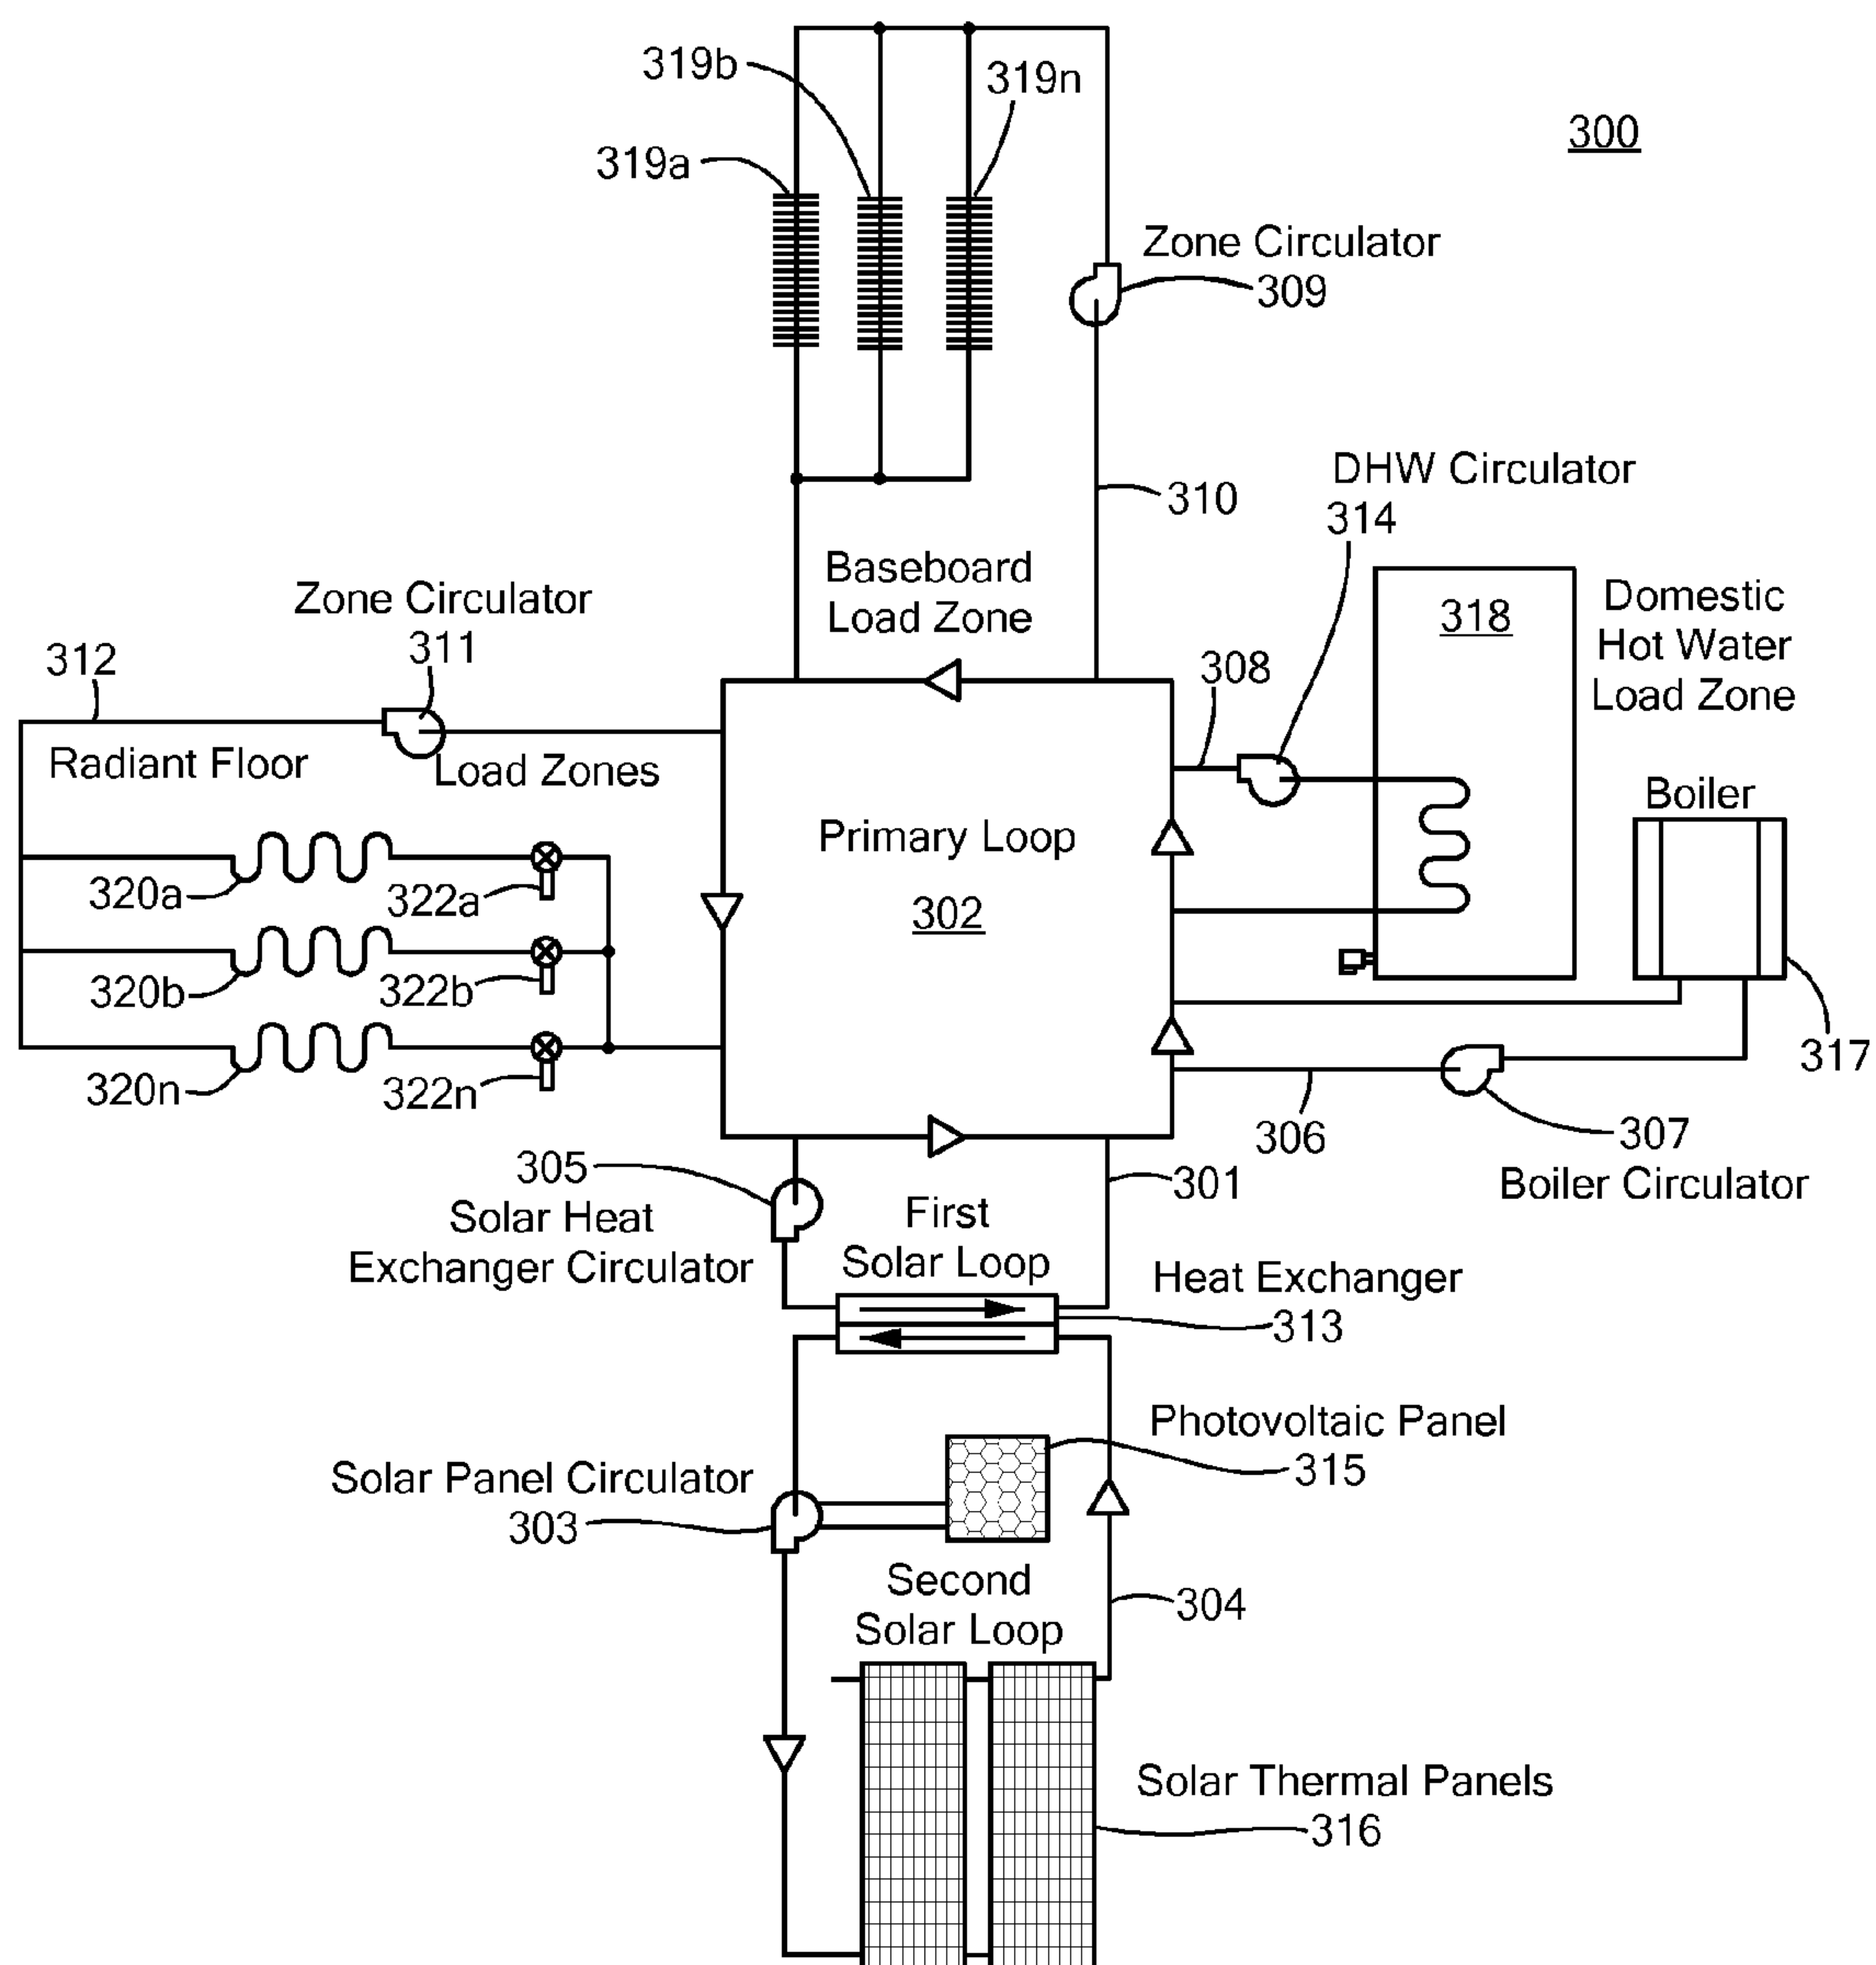 319b
319n
300
319a
Zone Circulator
309
DHW Circulator
314
310
Baseboard
Load Zone
Zone Circulator
311
312
318
Domestic
Hot Water
Load Zone
308
Radiant Floor
Load Zones
Boiler
Primary Loop
302
320a
322a
320b
322b
320n
322n
317
306
307
Boiler Circulator
305
Solar Heat
Exchanger Circulator
301
First
Solar Loop
Heat Exchanger
313
Photovoltaic Panel
315
Solar Panel Circulator
303
Second
Solar Loop
304
Solar Thermal Panels
316